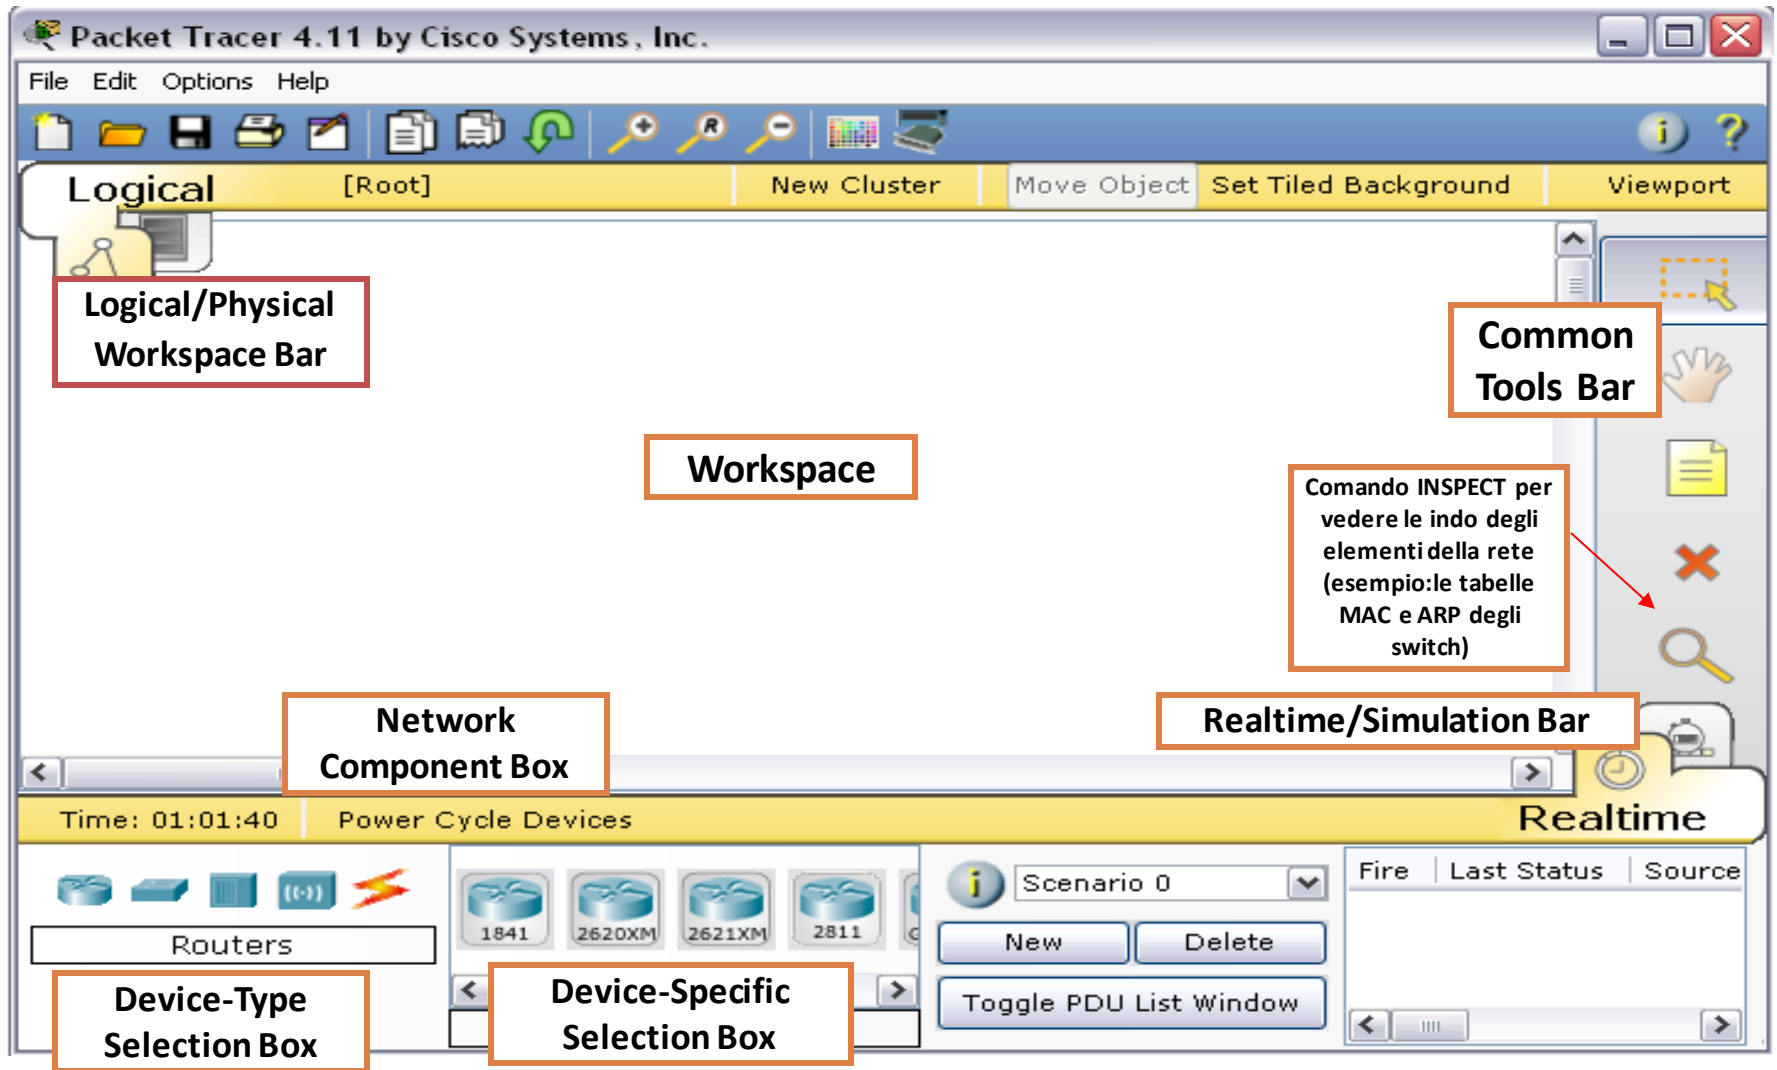 Packet Tracer 4.11 by Cisco Systems, Inc.
File Edit Options Help
R
i ?
Logical [Root] New Cluster Move Object Set Tiled Background Viewport
Logical/Physical
Workspace Bar
Common
Tools Bar
Workspace
Comando INSPECT per
vedere le indo degli
elementi della rete
(esempio:le tabelle
MAC e ARP degli
switch)
Network
Component Box
Realtime/Simulation Bar
Time: 01:01:40 Power Cycle Devices Realtime
i Scenario 0 Fire Last Status Source
1841 2620XM 2621XM 2811
Routers New Delete
Toggle PDU List Window
Device-Type
Selection Box
Device-Specific
Selection Box